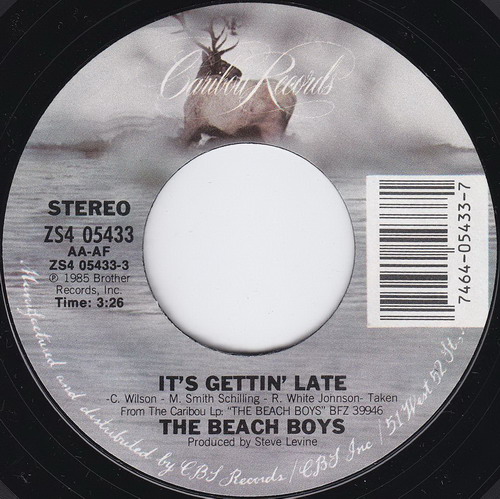 Caribou Records
STEREO
ZS4 05433
AA-AF
ZS4 05433-3
℗ 1985 Brother
Records, Inc.
Time: 3:26
7464-05433-7
IT'S GETTIN' LATE
-C. Wilson - M. Smith Schilling - R. White Johnson- Taken
From The Caribou Lp: "THE BEACH BOYS" BFZ 39946
THE BEACH BOYS
Produced by Steve Levine
Manufactured and distributed by CBS Records / CBS Inc / 51 West 52 St.